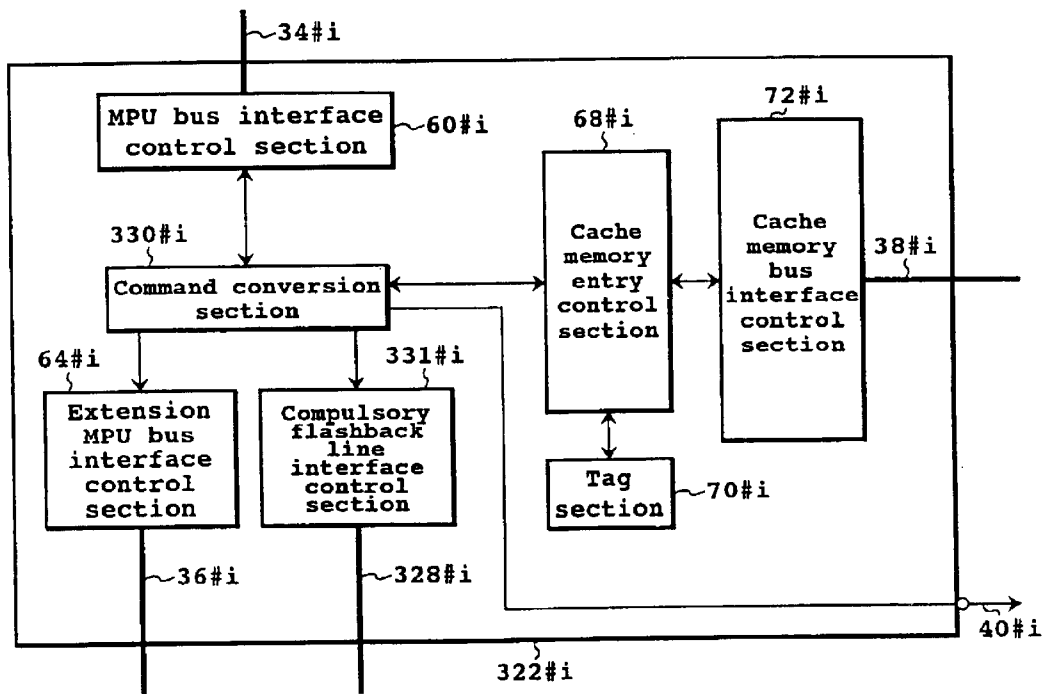 34#i
MPU bus interface
control section
60#i
68#i
72#i
Cache
memory
entry
control
section
Cache
memory
bus
interface
control
section
38#i
330#i
Command conversion
section
64#i
331#i
Extension
MPU bus
interface
control
section
Compulsory
flashback
line
interface
control
section
Tag
section
70#i
36#i
328#i
40#i
322#i